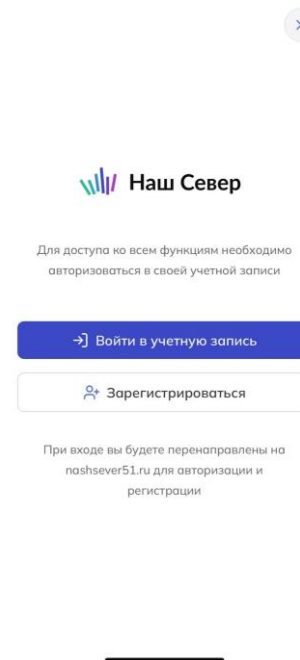 Наш Север
Для доступа ко всем функциям необходимо
авторизоваться в своей учетной записи
Войти в учетную запись
Зарегистрироваться
При входе вы будете перенаправлены на
nashsever51.ru для авторизации и
регистрации